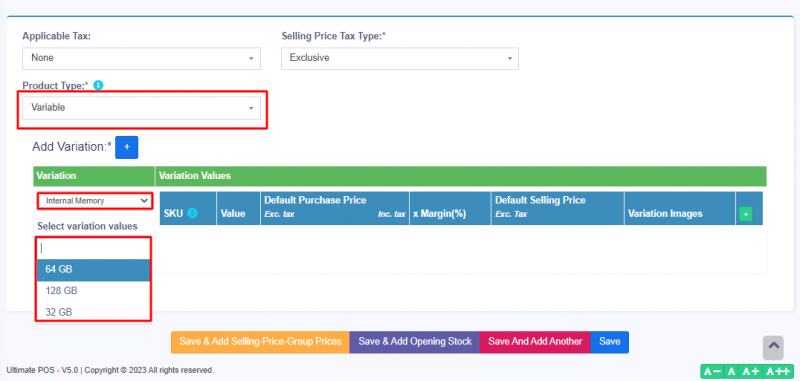 Applicable Tax:
Selling Price Tax Type:*
None
Exclusive
Product Type:*
Variable
Add Variation:* +
Variation
Variation Values
Internal Memory
Select variation values
64 GB
128 GB
32 GB
SKU
Value
Default Purchase Price
Exc. tax
Inc. tax
x Margin(%)
Default Selling Price
Exc. Tax
Variation Images
+
Save & Add Selling-Price-Group Prices
Save & Add Opening Stock
Save And Add Another
Save
Ultimate POS - V5.0 | Copyright © 2023 All rights reserved.
A− A A+ A++